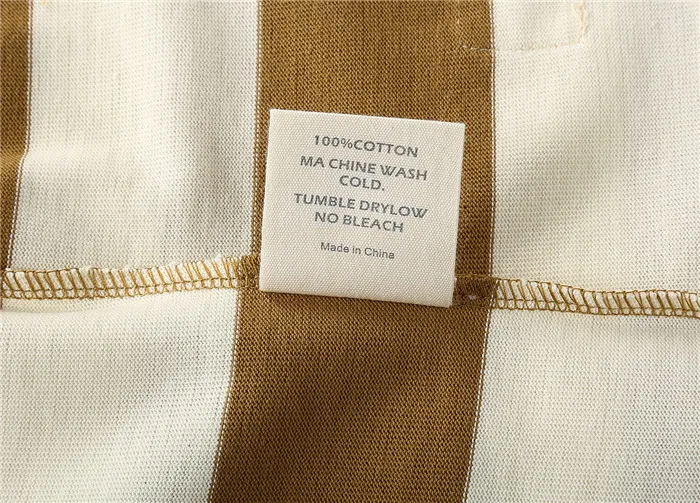 100%COTTON
MA CHINE WASH
COLD.
TUMBLE DRYLOW
NO BLEACH
Made in China